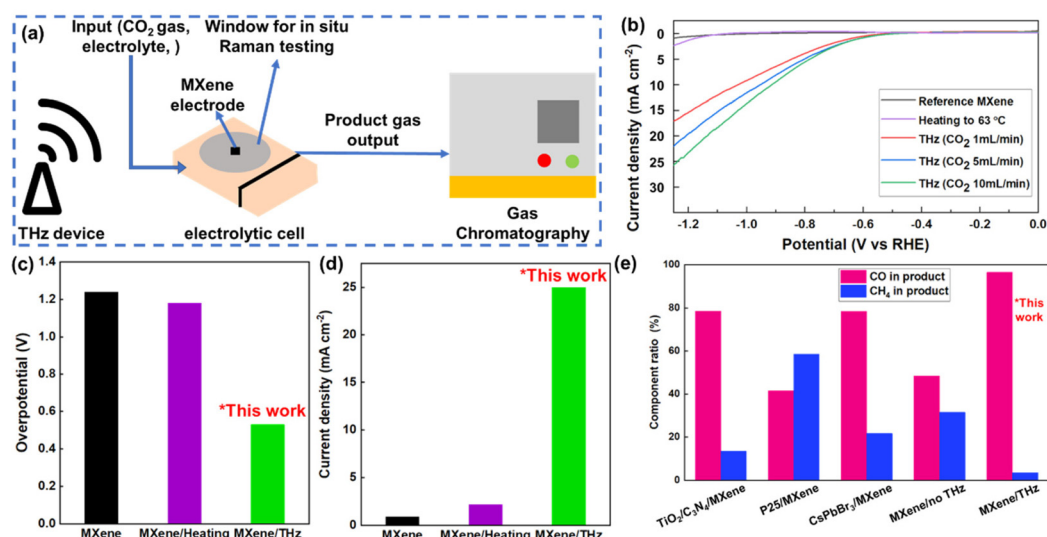 (a)
Input (CO2 gas,
electrolyte, )
Window for in situ
Raman testing
MXene
electrode
Product gas
output
THz device
electrolytic cell
Gas
Chromatography
(b)
Current density (mA cm-2)
0
5
10
15
20
25
30
Reference MXene
Heating to 63 °C
THz (CO2 1mL/min)
THz (CO2 5mL/min)
THz (CO2 10mL/min)
-1.2 -1.0 -0.8 -0.6 -0.4 -0.2 0.0
Potential (V vs RHE)
(c)
Overpotential (V)
1.4
1.2
1.0
0.8
0.6
0.4
0.2
0.0
*This work
MXene MXene/Heating MXene/THz
(d)
Current density (mA cm-2)
30
25
20
15
10
5
0
*This work
MXene MXene/Heating MXene/THz
(e)
Component ratio (%)
100
80
60
40
20
0
CO in product
CH4 in product
*This
work
TiO2/C3N4/MXene
P25/MXene
CsPbBr3/MXene
MXene/no THz
MXene/THz